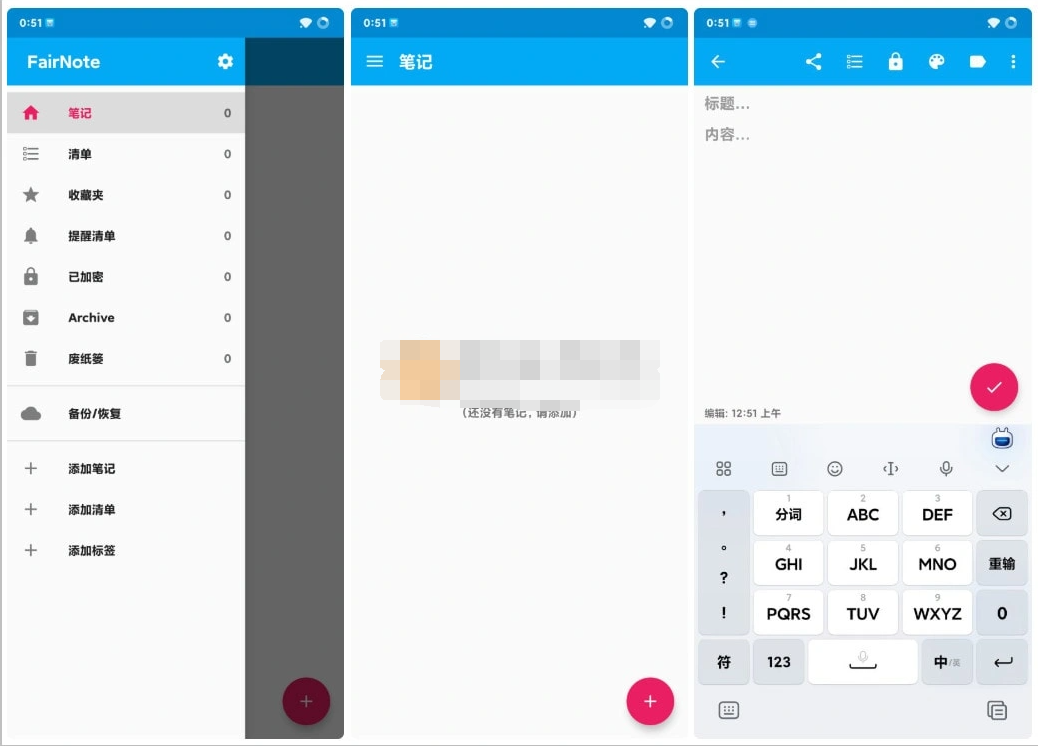 0:51
FairNote
笔记 0
清单 0
收藏夹 0
提醒清单 0
已加密 0
Archive 0
废纸篓 0
备份/恢复
添加笔记
添加清单
添加标签
0:51
笔记
(还没有笔记, 请添加)
0:51
标题...
内容...
编辑: 12:51 上午
,
。
?
!
1
分词
2
ABC
3
DEF
4
GHI
5
JKL
6
MNO
重输
7
PQRS
8
TUV
9
WXYZ
0
符
123
中/英